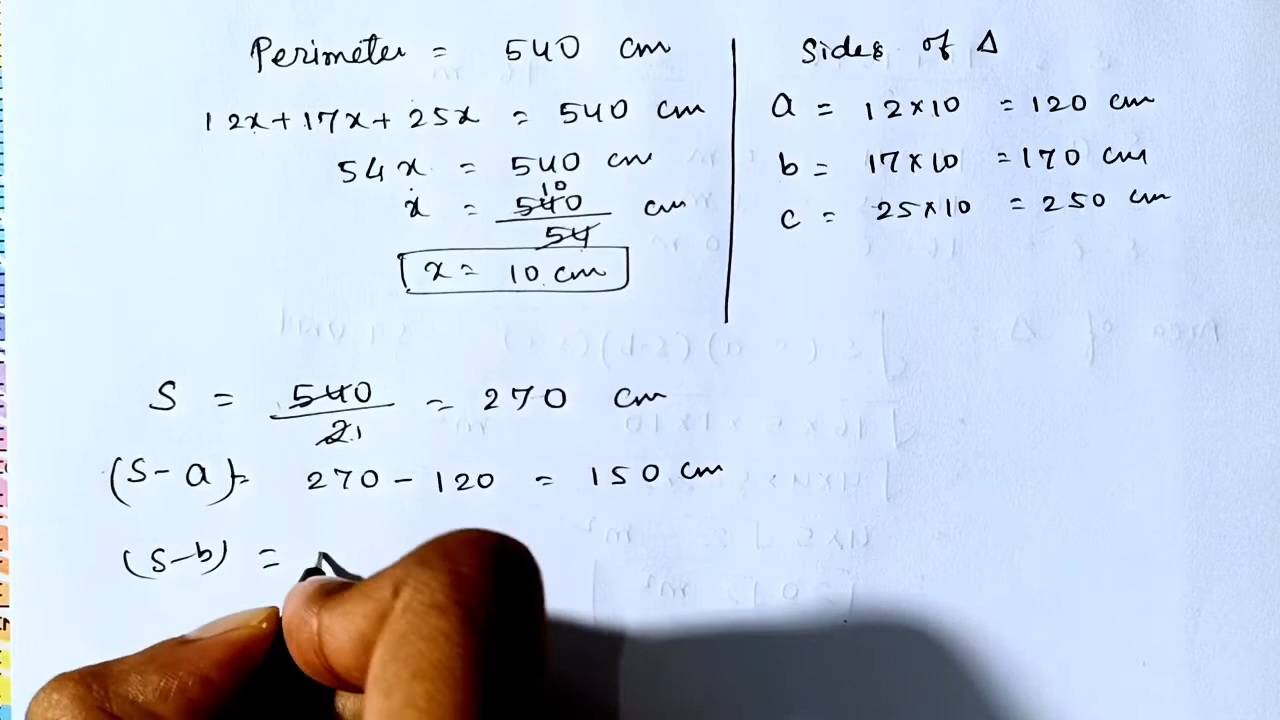 Perimeter = 540 cm
12x+17x+25x = 540 cm
54x = 540 cm
x = 540/54 cm
10
x = 10 cm
Sides of Δ
a = 12×10 = 120 cm
b = 17×10 = 170 cm
c = 25×10 = 250 cm
S = 540/2 = 270 cm
1
(S-a)= 270-120 = 150 cm
(S-b) =